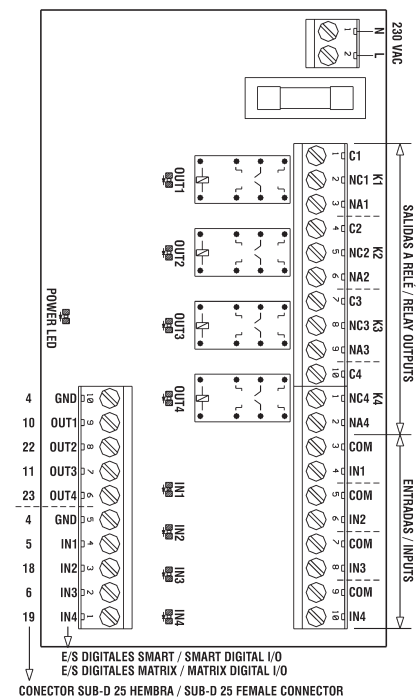 1 N
2 L
230 VAC
1 C1
2 NC1 K1
3 NA1
OUT1
4 C2
5 NC2 K2
6 NA2
OUT2
7 C3
8 NC3 K3
9 NA3
OUT3
10 C4
1 NC4 K4
2 NA4
OUT4
SALIDAS A RELÉ / RELAY OUTPUTS
POWER LED
3 COM
4 IN1
5 COM
6 IN2
7 COM
8 IN3
9 COM
10 IN4
ENTRADAS / INPUTS
IN1
IN2
IN3
IN4
4 GND 10
10 OUT1 9
22 OUT2 8
11 OUT3 7
23 OUT4 6
4 GND 5
5 IN1 4
18 IN2 3
6 IN3 2
19 IN4 1
E/S DIGITALES SMART / SMART DIGITAL I/O
E/S DIGITALES MATRIX / MATRIX DIGITAL I/O
CONECTOR SUB-D 25 HEMBRA / SUB-D 25 FEMALE CONNECTOR